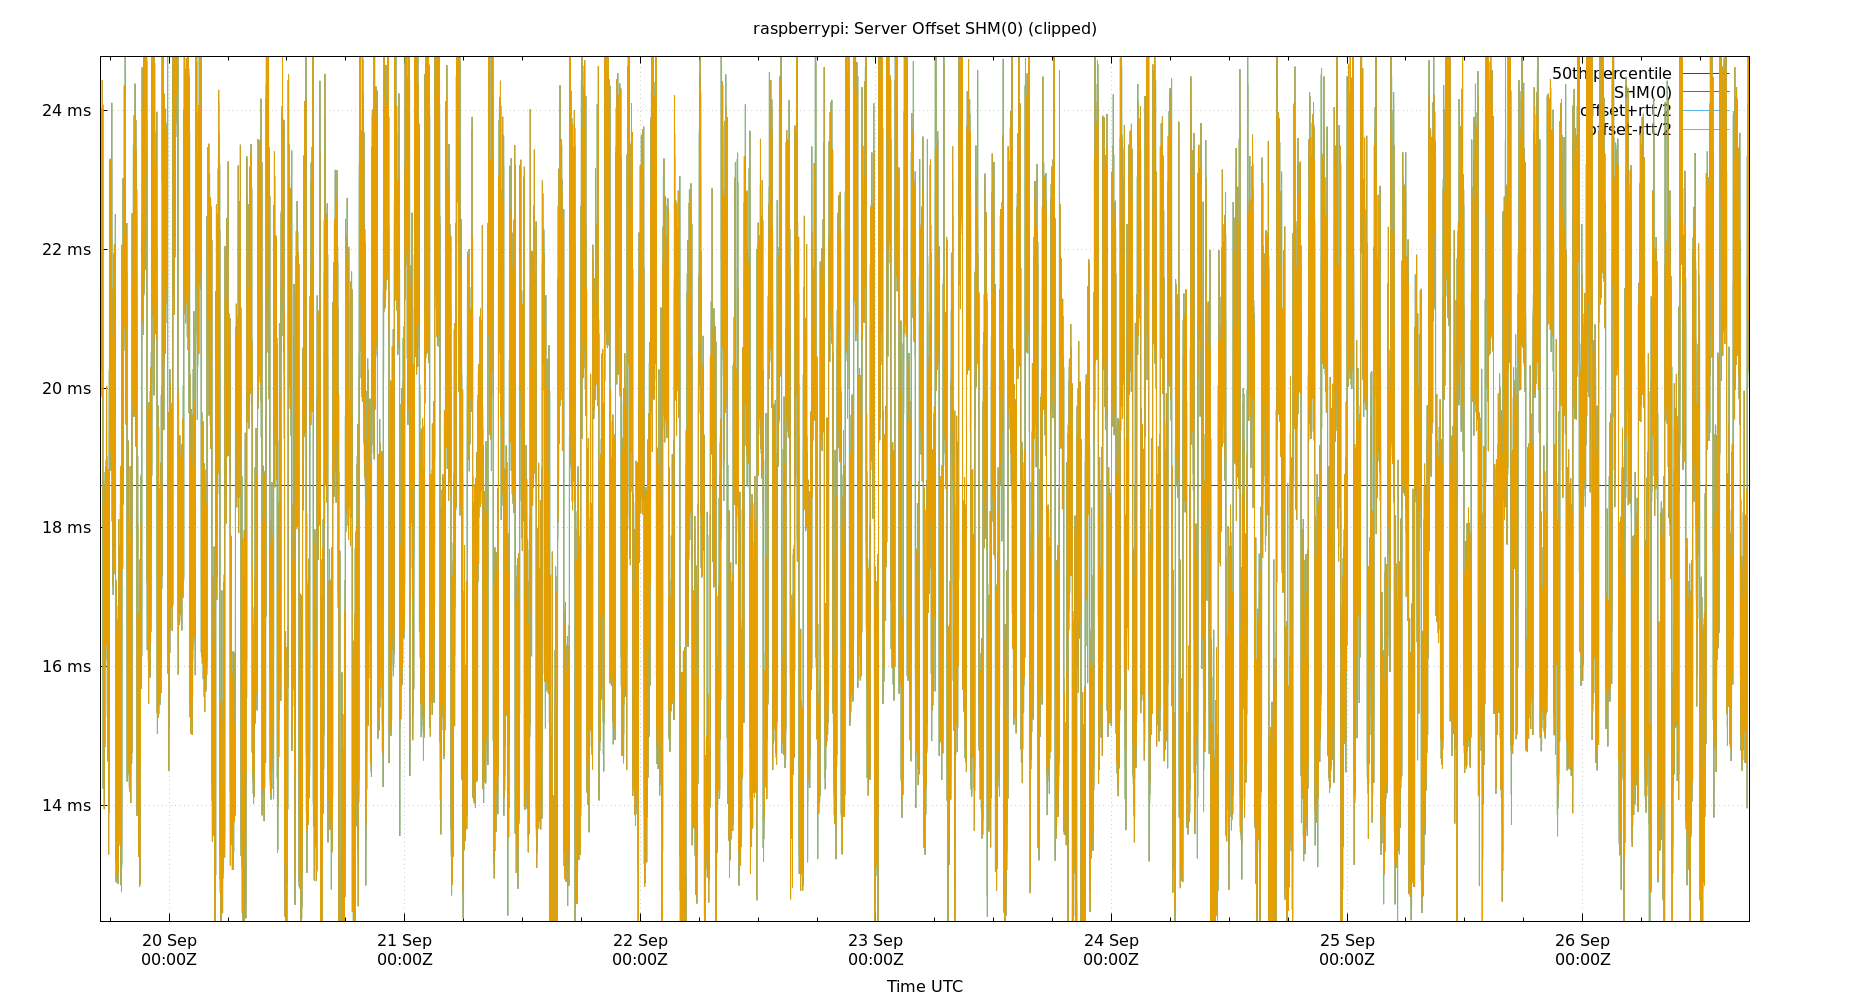 raspberrypi: Server Offset SHM(0) (clipped)
50th percentile
SHM(0)
offset+rtt/2
offset-rtt/2
24 ms
22 ms
20 ms
18 ms
16 ms
14 ms
20 Sep 21 Sep 22 Sep 23 Sep 24 Sep 25 Sep 26 Sep
00:00Z 00:00Z 00:00Z 00:00Z 00:00Z 00:00Z 00:00Z
Time UTC